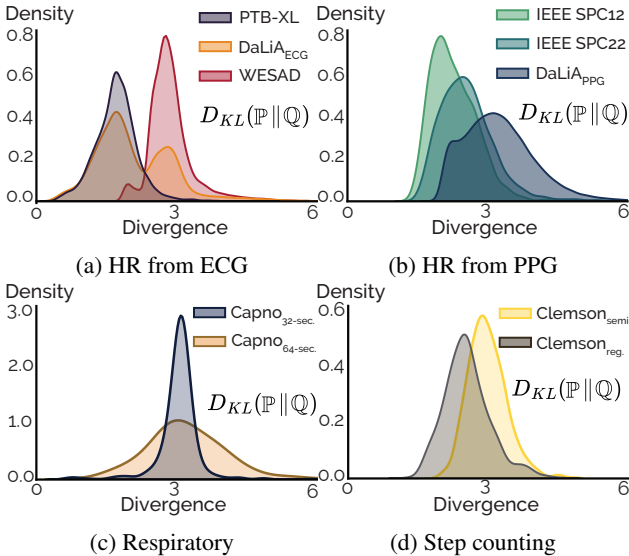 Density
PTB-XL
DaLiA_ECG
WESAD
D_KL(ℙ‖ℚ)
0.8
0.6
0.4
0.2
0.0
0 3 6
Divergence
(a) HR from ECG
Density
IEEE SPC12
IEEE SPC22
DaLiA_PPG
D_KL(ℙ‖ℚ)
0.8
0.6
0.4
0.2
0.0
0 3 6
Divergence
(b) HR from PPG
Density
Capno_32-sec.
Capno_64-sec.
D_KL(ℙ‖ℚ)
3.0
2.0
1.0
0.0
0 3 6
Divergence
(c) Respiratory
Density
Clemson_semi
Clemson_reg.
D_KL(ℙ‖ℚ)
0.6
0.4
0.2
0.0
0 3 6
Divergence
(d) Step counting